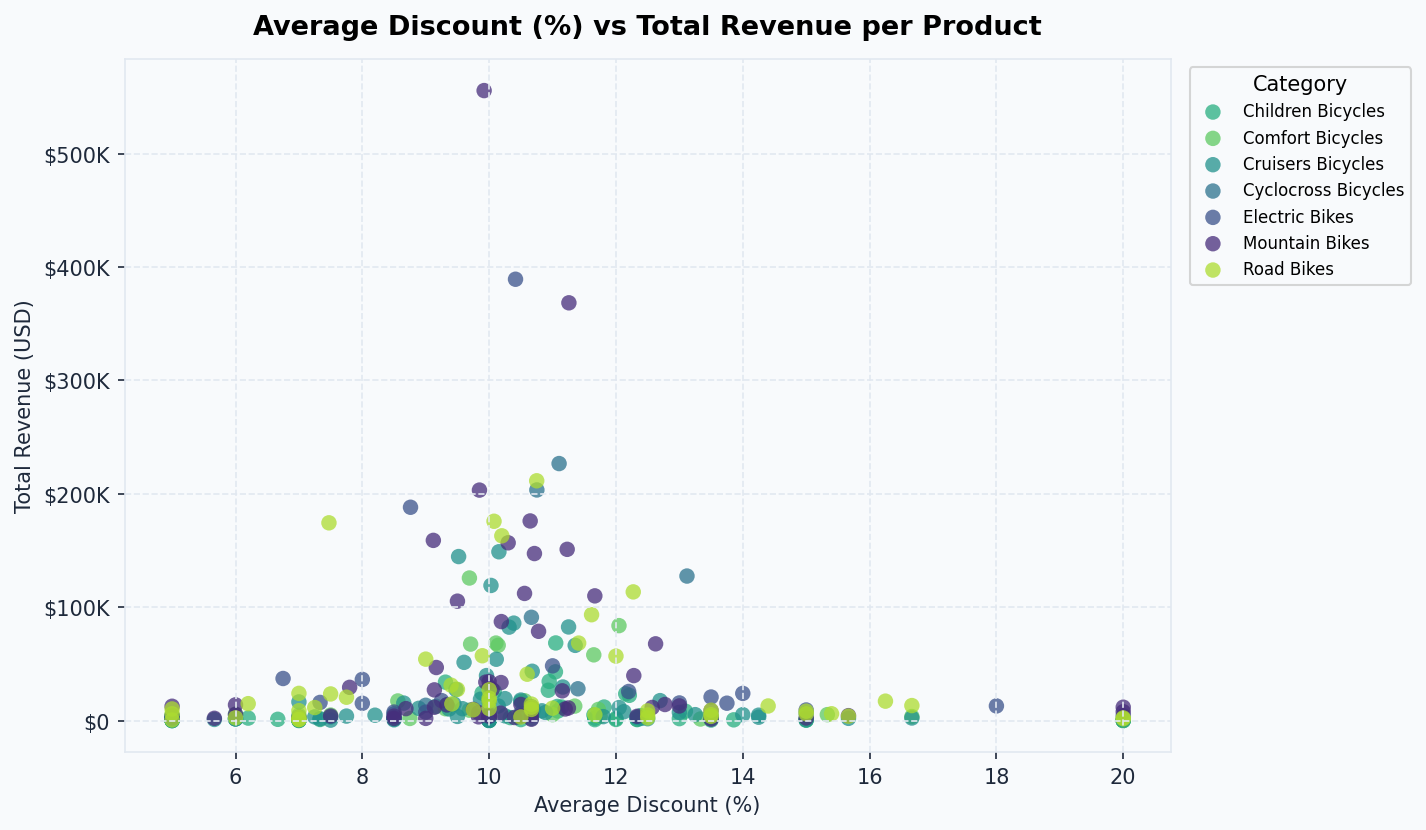 Average Discount (%) vs Total Revenue per Product
Total Revenue (USD)
$500K
$400K
$300K
$200K
$100K
$0
6
8
10
12
14
16
18
20
Average Discount (%)
Category
Children Bicycles
Comfort Bicycles
Cruisers Bicycles
Cyclocross Bicycles
Electric Bikes
Mountain Bikes
Road Bikes